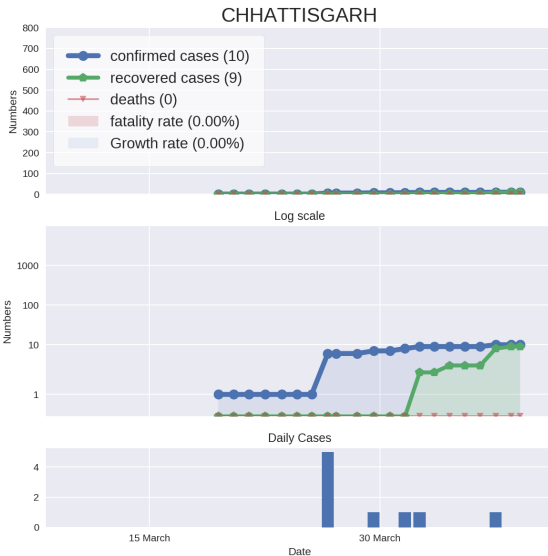 CHHATTISGARH
800
700
600
500
400
300
200
100
0
Numbers
confirmed cases (10)
recovered cases (9)
deaths (0)
fatality rate (0.00%)
Growth rate (0.00%)
Log scale
1000
100
10
1
Numbers
Daily Cases
4
2
0
15 March
30 March
Date